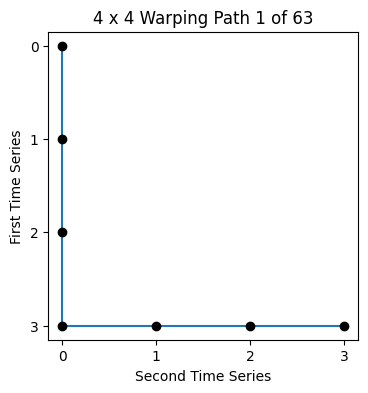 4 x 4 Warping Path 1 of 63
0
1
2
3
First Time Series
0 1 2 3
Second Time Series